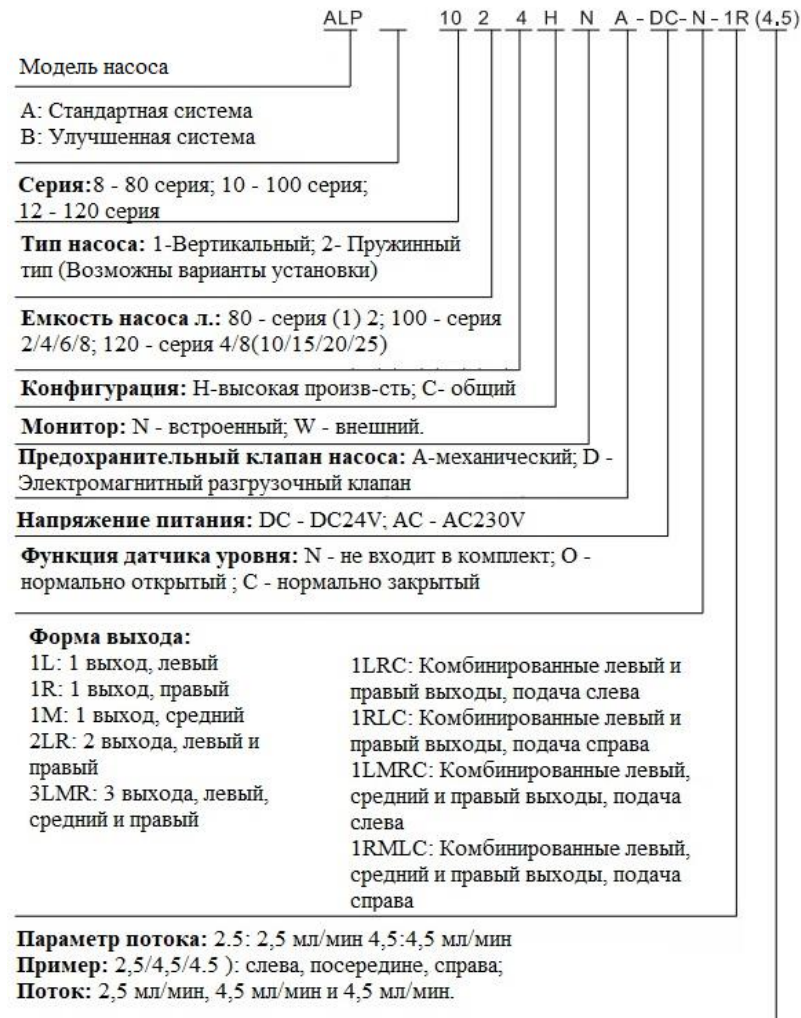 ALP 10 2 4 H N A - DC - N - 1R (4.5)
Модель насоса
A: Стандартная система
B: Улучшенная система
Серия:8 - 80 серия; 10 - 100 серия;
12 - 120 серия
Тип насоса: 1-Вертикальный; 2- Пружинный
тип (Возможны варианты установки)
Емкость насоса л.: 80 - серия (1) 2; 100 - серия
2/4/6/8; 120 - серия 4/8(10/15/20/25)
Конфигурация: H-высокая произв-сть; C- общий
Монитор: N - встроенный; W - внешний.
Предохранительный клапан насоса: A-механический; D -
Электромагнитный разгрузочный клапан
Напряжение питания: DC - DC24V; AC - AC230V
Функция датчика уровня: N - не входит в комплект; O -
нормально открытый ; C - нормально закрытый
Форма выхода:
1L: 1 выход, левый
1R: 1 выход, правый
1M: 1 выход, средний
2LR: 2 выхода, левый и
правый
3LMR: 3 выхода, левый,
средний и правый
1LRC: Комбинированные левый и
правый выходы, подача слева
1RLC: Комбинированные левый и
правый выходы, подача справа
1LMRC: Комбинированные левый,
средний и правый выходы, подача
слева
1RMLC: Комбинированные левый,
средний и правый выходы, подача
справа
Параметр потока: 2.5: 2,5 мл/мин 4,5:4,5 мл/мин
Пример: 2,5/4,5/4.5 ): слева, посередине, справа;
Поток: 2,5 мл/мин, 4,5 мл/мин и 4,5 мл/мин.